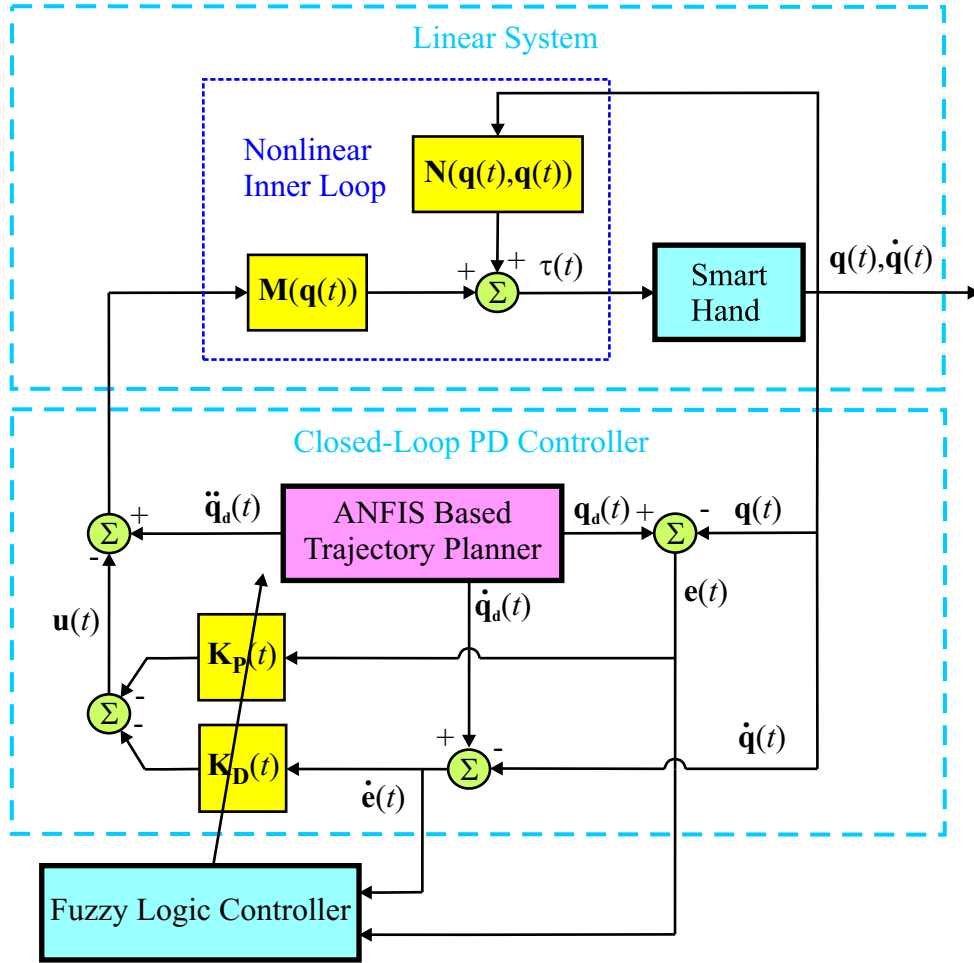 Linear System
Nonlinear
Inner Loop
N(q(t),q(t))
+
+
τ(t)
M(q(t))
Σ
Smart
Hand
q(t),q̇(t)
Closed-Loop PD Controller
q̈d(t)
ANFIS Based
Trajectory Planner
qd(t)
+
-
q(t)
Σ
+
-
Σ
q̇d(t)
e(t)
u(t)
KP(t)
-
-
Σ
KD(t)
+
-
Σ
q̇(t)
ė(t)
Fuzzy Logic Controller